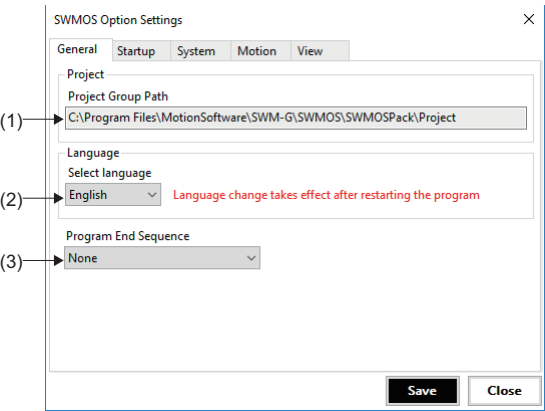 SWMOS Option Settings
General Startup System Motion View
Project
Project Group Path
(1) C:\Program Files\MotionSoftware\SWM-G\SWMOS\SWMOSPack\Project
Language
Select language
(2) English Language change takes effect after restarting the program
Program End Sequence
(3) None
Save Close